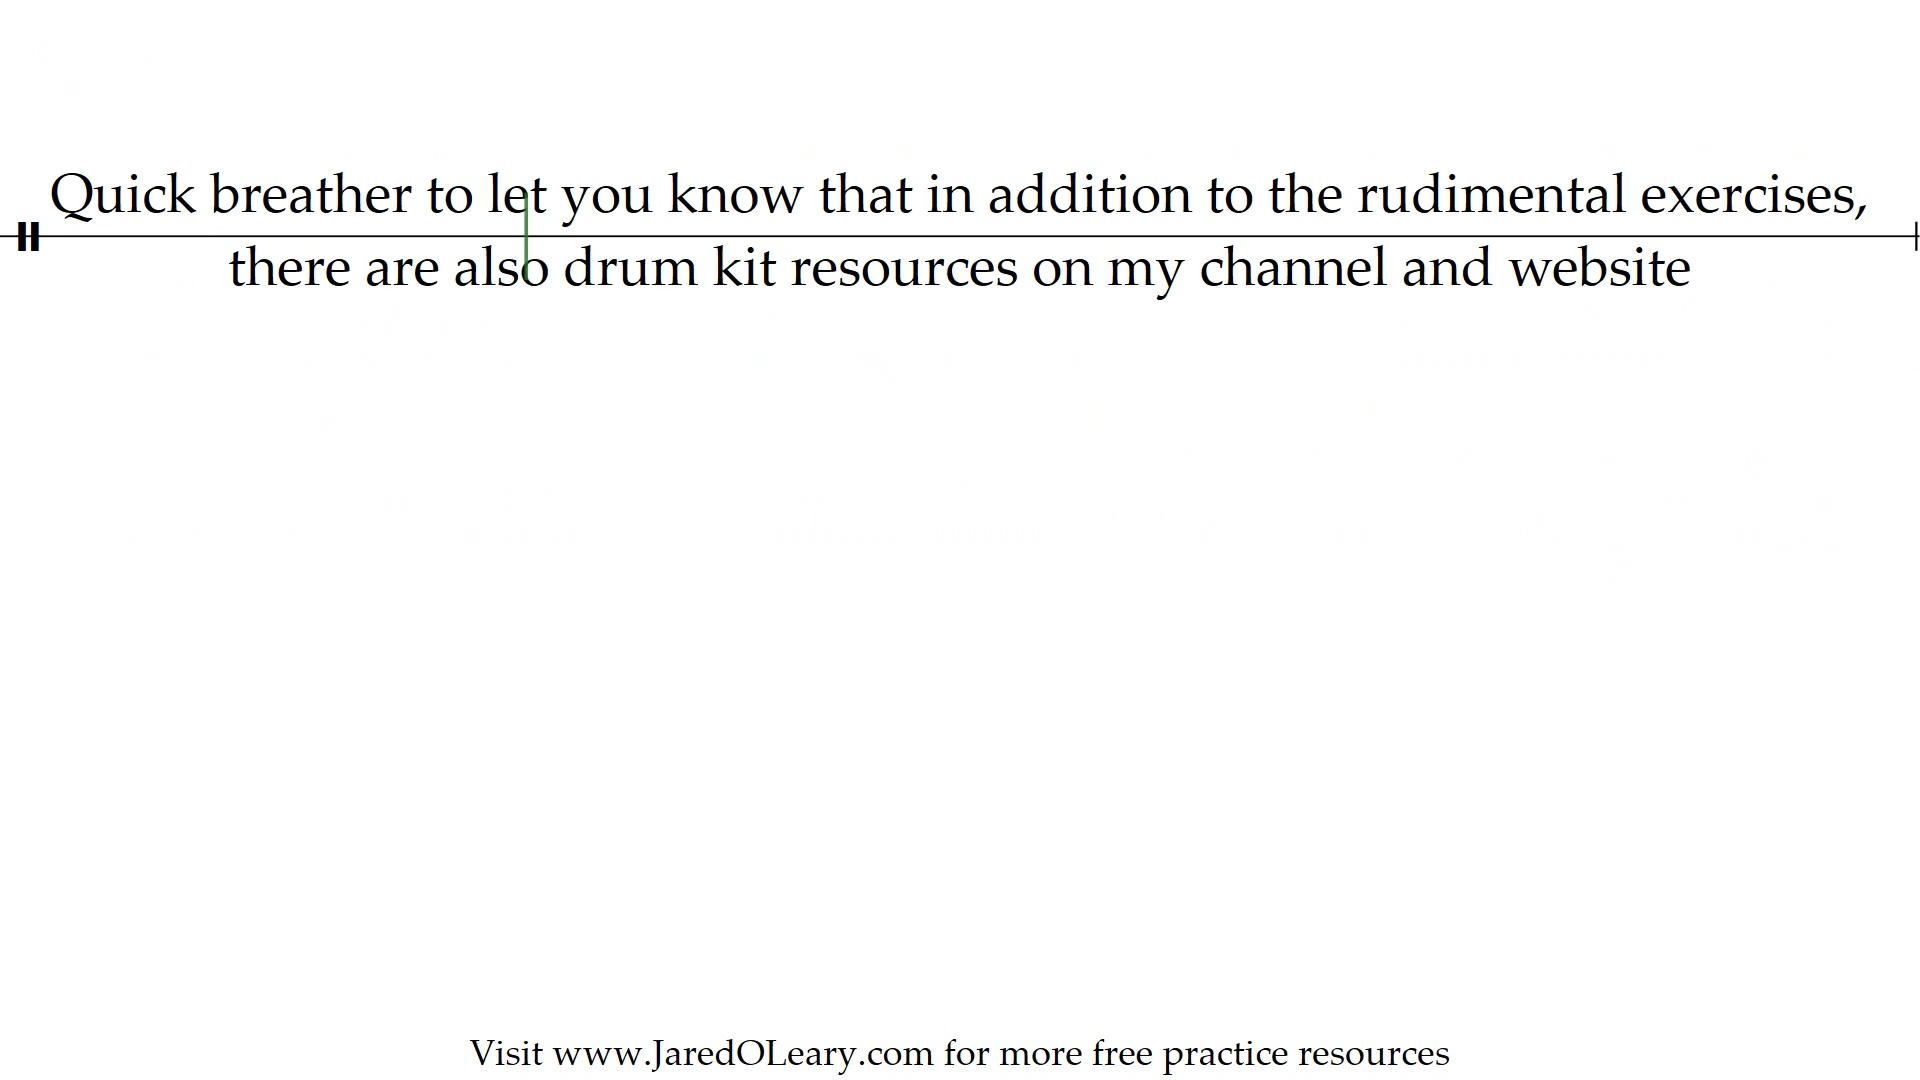 Quick breather to let you know that in addition to the rudimental exercises,
there are also drum kit resources on my channel and website
Visit www.JaredOLeary.com for more free practice resources